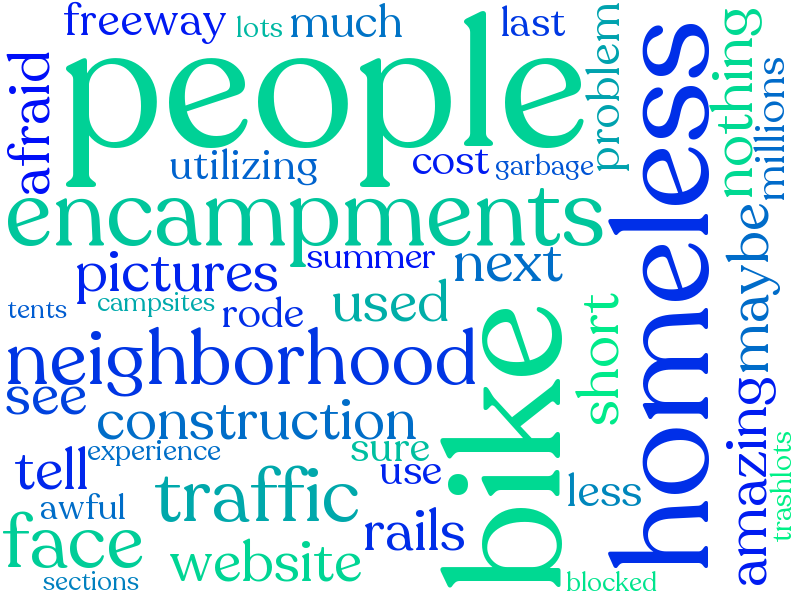 freeway
lots
much
last
people
afraid
problem
homeless
nothing
millions
utilizing
cost
garbage
encampments
summer
next
pictures
maybe
tents
campsites
rode
used
bike
short
neighborhood
see
construction
amazing
experience
sure
trashlots
tell
use
less
awful
traffic
rails
face
website
sections
blocked